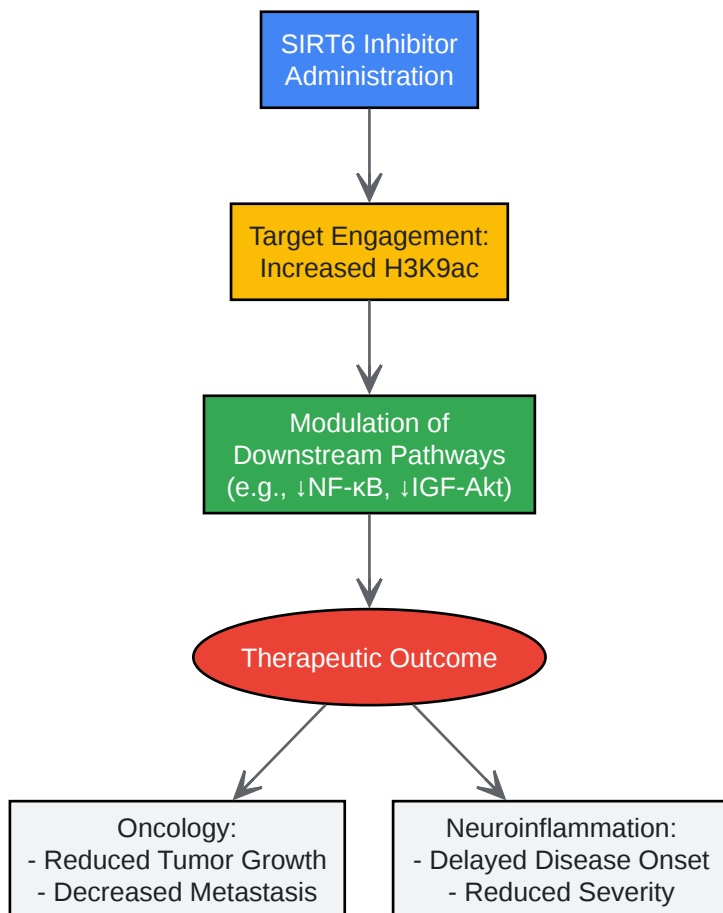 SIRT6 Inhibitor
Administration
Target Engagement:
Increased H3K9ac
Modulation of
Downstream Pathways
(e.g., ↓NF-κB, ↓IGF-Akt)
Therapeutic Outcome
Oncology:
- Reduced Tumor Growth
- Decreased Metastasis
Neuroinflammation:
- Delayed Disease Onset
- Reduced Severity